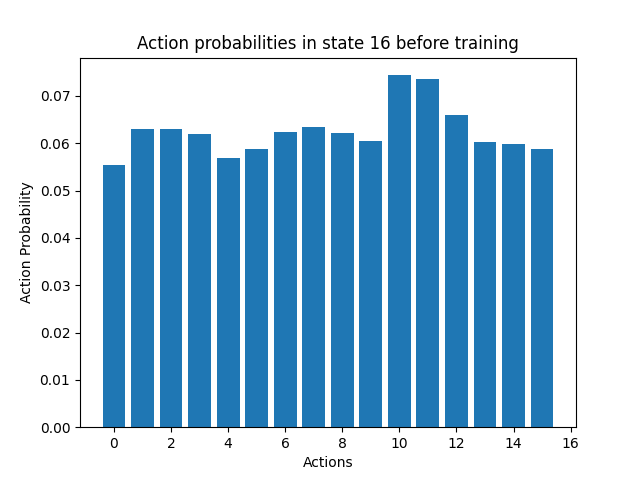 Action probabilities in state 16 before training
0.07
0.06
0.05
0.04
0.03
0.02
0.01
0.00
Action Probability
0 2 4 6 8 10 12 14 16
Actions